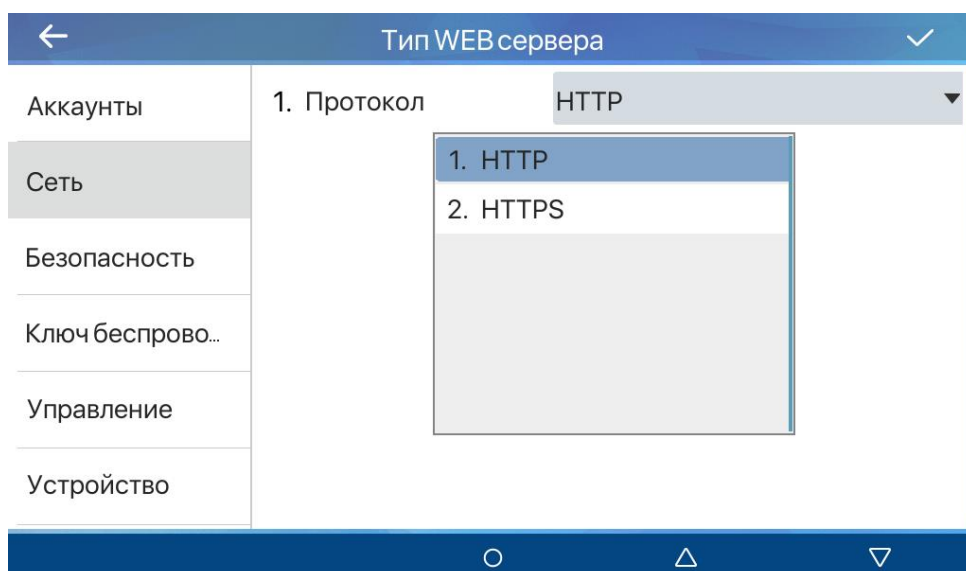 Тип WEB сервера
Аккаунты
Сеть
Безопасность
Ключ беспрово...
Управление
Устройство
1. Протокол HTTP
1. HTTP
2. HTTPS